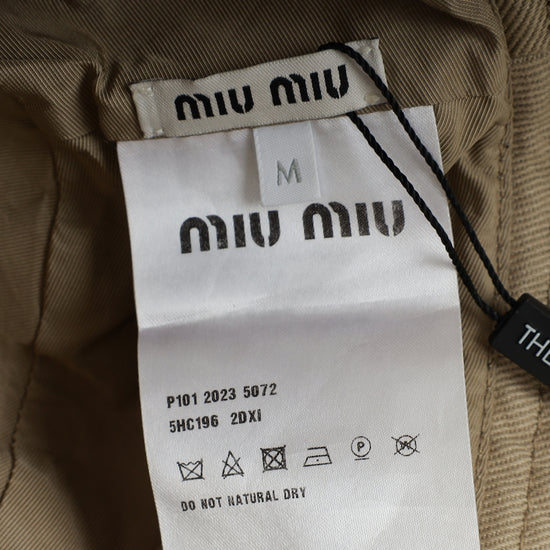 MIU MIU
M
MIU MIU
P101 2023 5072
5HC196 2DXI
P W
DO NOT NATURAL DRY
THE